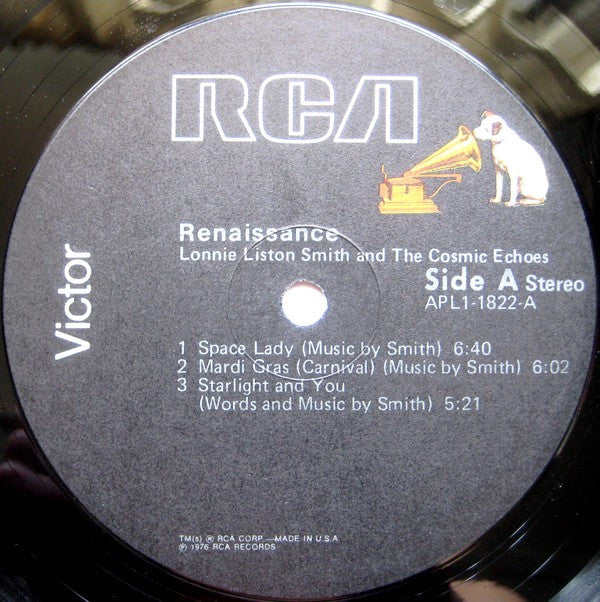 RCA
Victor
Renaissance
Lonnie Liston Smith and The Cosmic Echoes
Side A Stereo
APL1-1822-A
1 Space Lady (Music by Smith) 6:40
2 Mardi Gras (Carnival) (Music by Smith) 6:02
3 Starlight and You
(Words and Music by Smith) 5:21
TM(s) ® RCA CORP.—MADE IN U.S.A.
℗ 1976 RCA RECORDS